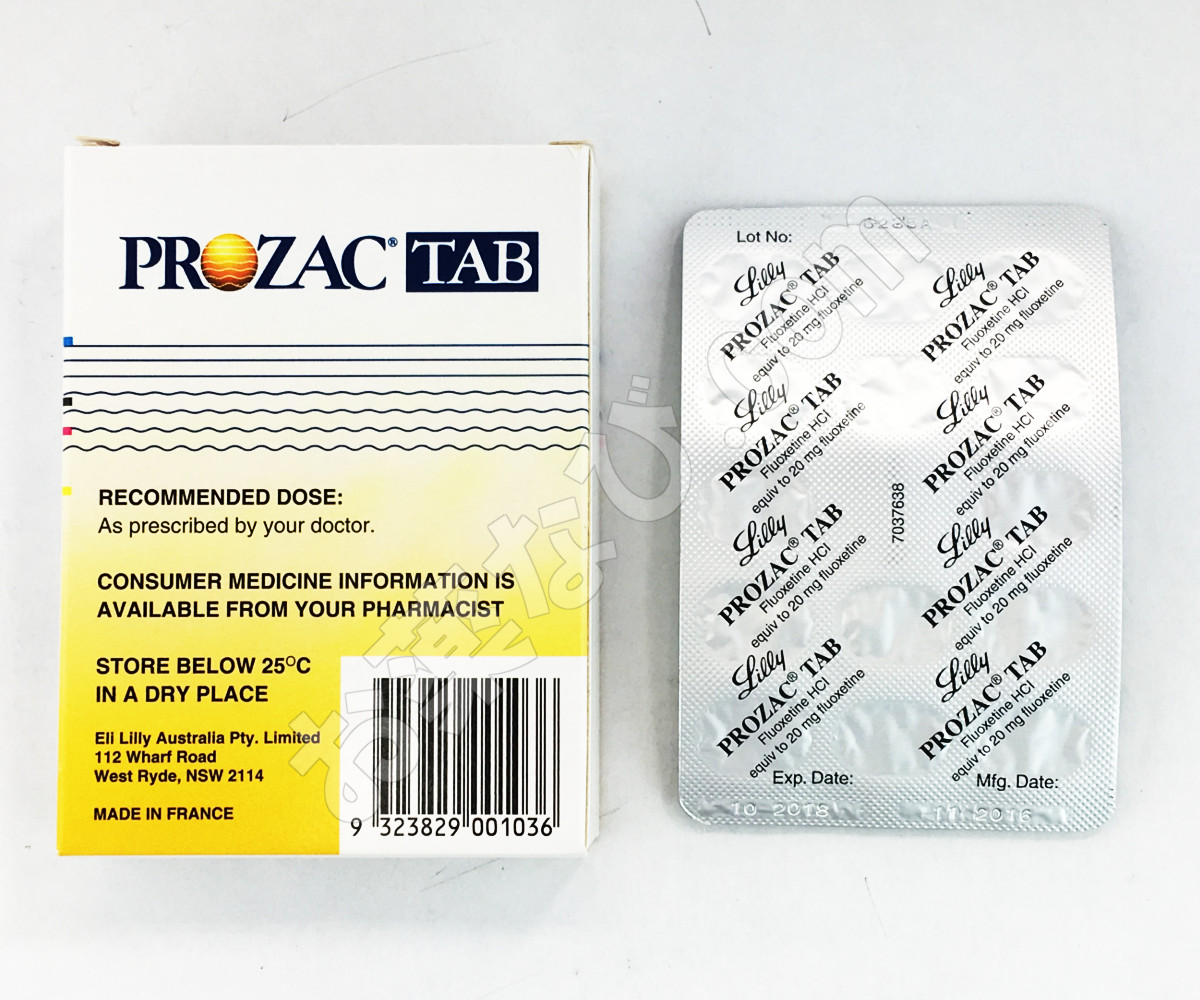 PROZAC® TAB
RECOMMENDED DOSE:
As prescribed by your doctor.
CONSUMER MEDICINE INFORMATION IS
AVAILABLE FROM YOUR PHARMACIST
STORE BELOW 25°C
IN A DRY PLACE
Eli Lilly Australia Pty. Limited
112 Wharf Road
West Ryde, NSW 2114
MADE IN FRANCE
9 323829 001036
Lot No:
Lilly
PROZAC® TAB
Fluoxetine HCl
equiv to 20 mg fluoxetine
Lilly
PROZAC® TAB
Fluoxetine HCl
equiv to 20 mg fluoxetine
Lilly
PROZAC® TAB
Fluoxetine HCl
equiv to 20 mg fluoxetine
Lilly
PROZAC® TAB
Fluoxetine HCl
equiv to 20 mg fluoxetine
7037638
Lilly
PROZAC® TAB
Fluoxetine HCl
equiv to 20 mg fluoxetine
Lilly
PROZAC® TAB
Fluoxetine HCl
equiv to 20 mg fluoxetine
Lilly
PROZAC® TAB
Fluoxetine HCl
equiv to 20 mg fluoxetine
Lilly
PROZAC® TAB
Fluoxetine HCl
equiv to 20 mg fluoxetine
Exp. Date:
10 2018
Mfg. Date:
11 2016
お薬なび.com